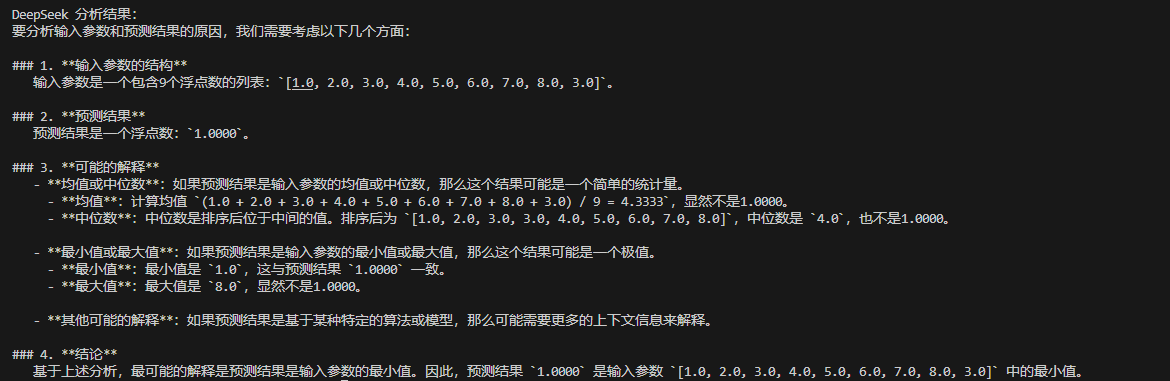 DeepSeek 分析结果:
要分析输入参数和预测结果的原因，我们需要考虑以下几个方面：
### 1. **输入参数的结构**
输入参数是一个包含9个浮点数的列表：`[1.0, 2.0, 3.0, 4.0, 5.0, 6.0, 7.0, 8.0, 3.0]`。
### 2. **预测结果**
预测结果是一个浮点数：`1.0000`。
### 3. **可能的解释**
- **均值或中位数**：如果预测结果是输入参数的均值或中位数，那么这个结果可能是一个简单的统计量。
- **均值**：计算均值 `(1.0 + 2.0 + 3.0 + 4.0 + 5.0 + 6.0 + 7.0 + 8.0 + 3.0) / 9 = 4.3333`，显然不是1.0000。
- **中位数**：中位数是排序后位于中间的值。排序后为 `[1.0, 2.0, 3.0, 3.0, 4.0, 5.0, 6.0, 7.0, 8.0]`，中位数是 `4.0`，也不是1.0000。
- **最小值或最大值**：如果预测结果是输入参数的最小值或最大值，那么这个结果可能是一个极值。
- **最小值**：最小值是 `1.0`，这与预测结果 `1.0000` 一致。
- **最大值**：最大值是 `8.0`，显然不是1.0000。
- **其他可能的解释**：如果预测结果是基于某种特定的算法或模型，那么可能需要更多的上下文信息来解释。
### 4. **结论**
基于上述分析，最可能的解释是预测结果是输入参数的最小值。因此，预测结果 `1.0000` 是输入参数 `[1.0, 2.0, 3.0, 4.0, 5.0, 6.0, 7.0, 8.0, 3.0]` 中的最小值。